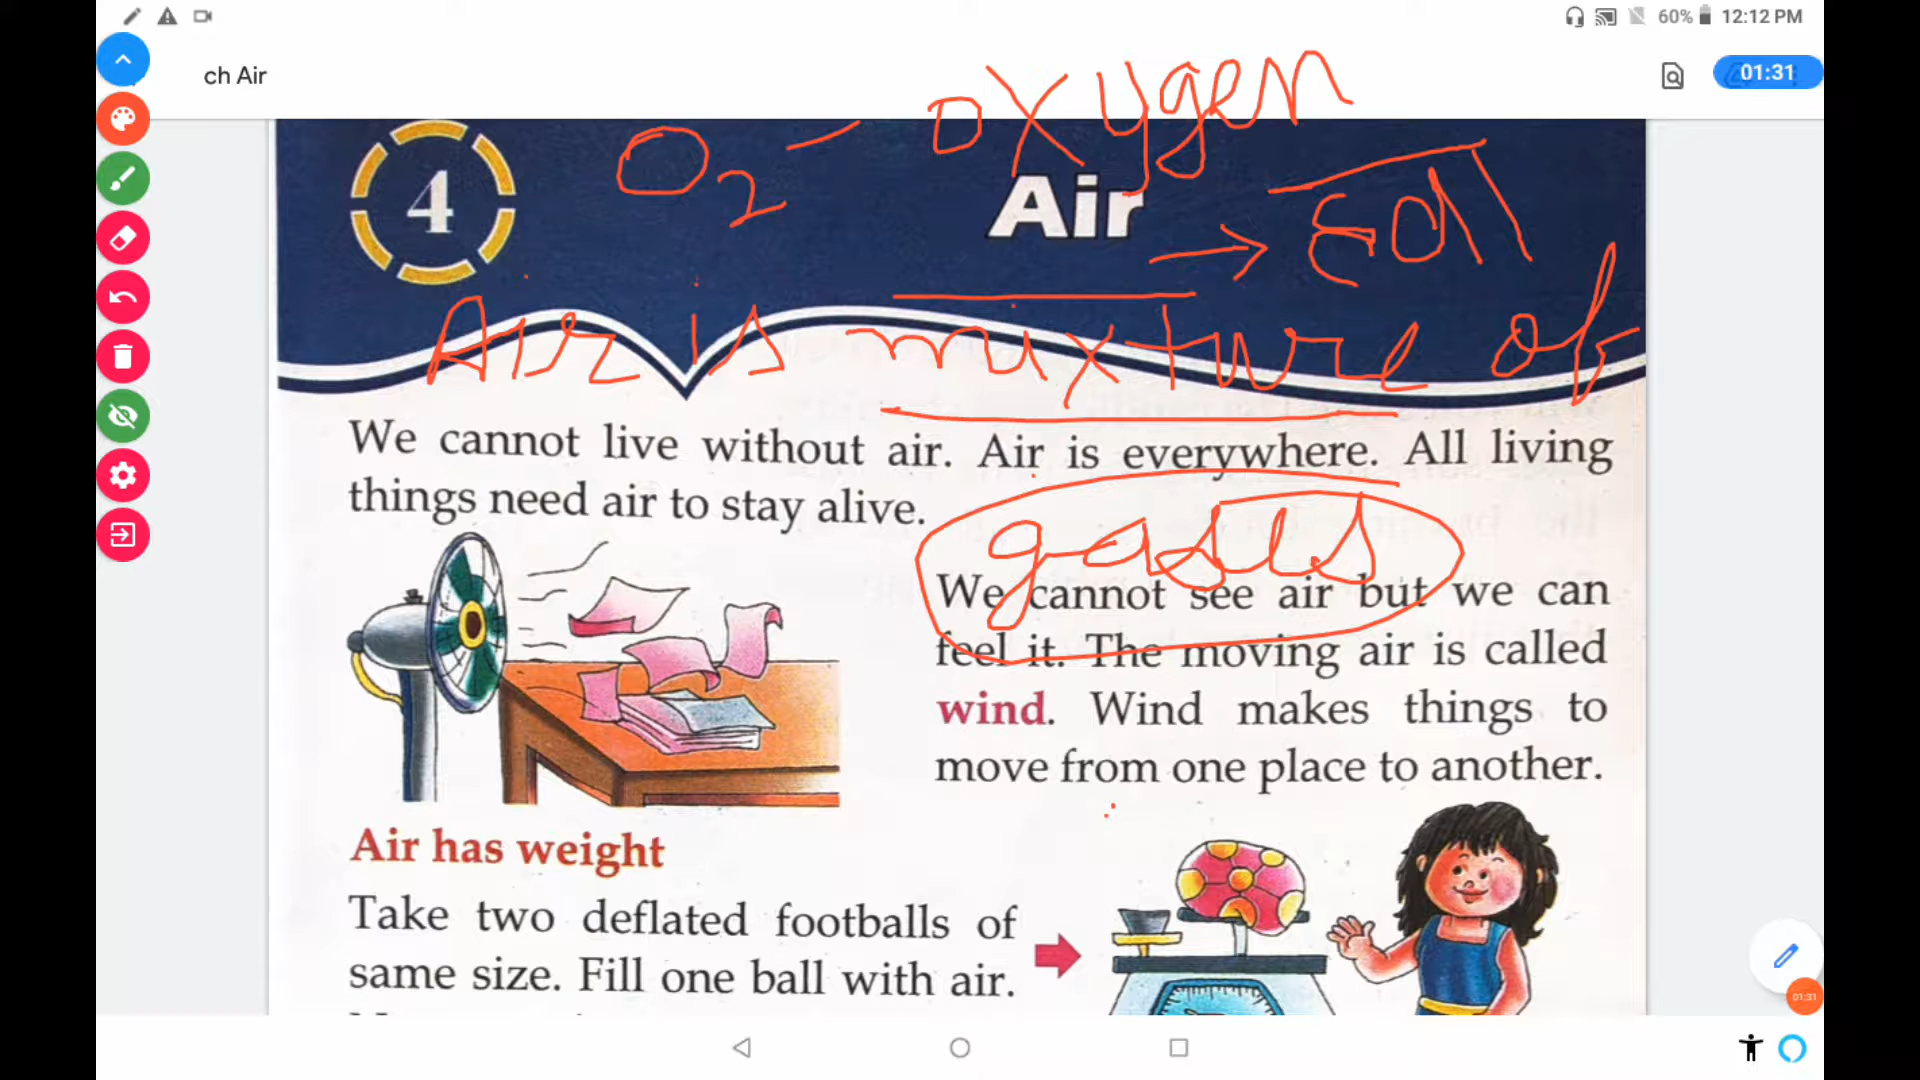 60% 12:12 PM
ch Air
01:31
oxygen
O2 -
4
Air
Air is mixture of
We cannot live without air. Air is everywhere. All living
things need air to stay alive.
gases
We cannot see air but we can
feel it. The moving air is called
wind. Wind makes things to
move from one place to another.
Air has weight
Take two deflated footballs of
same size. Fill one ball with air.
01:31